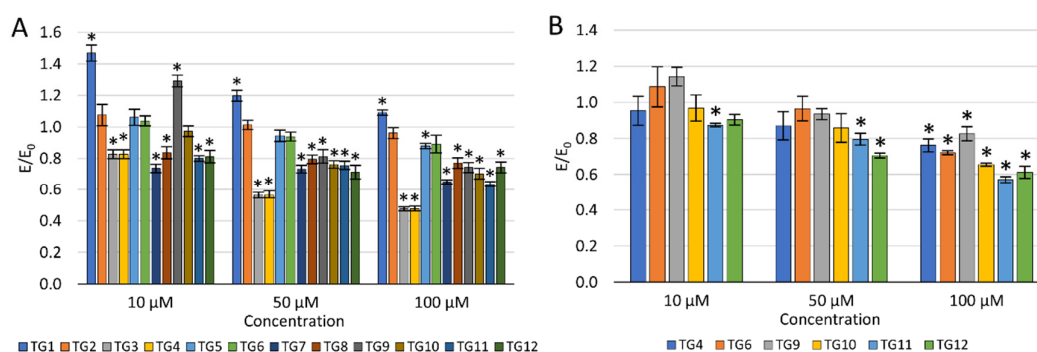 A
E/E0
1.6
1.4
1.2
1.0
0.8
0.6
0.4
0.2
0.0
* * * * * * * * *
* * * * * * * * *
* * * * * * * * * *
10 µM 50 µM 100 µM
Concentration
TG1 TG2 TG3 TG4 TG5 TG6 TG7 TG8 TG9 TG10 TG11 TG12
B
E/E0
1.4
1.2
1.0
0.8
0.6
0.4
0.2
0.0
*
* *
* * * * * *
10 µM 50 µM 100 µM
Concentration
TG4 TG6 TG9 TG10 TG11 TG12